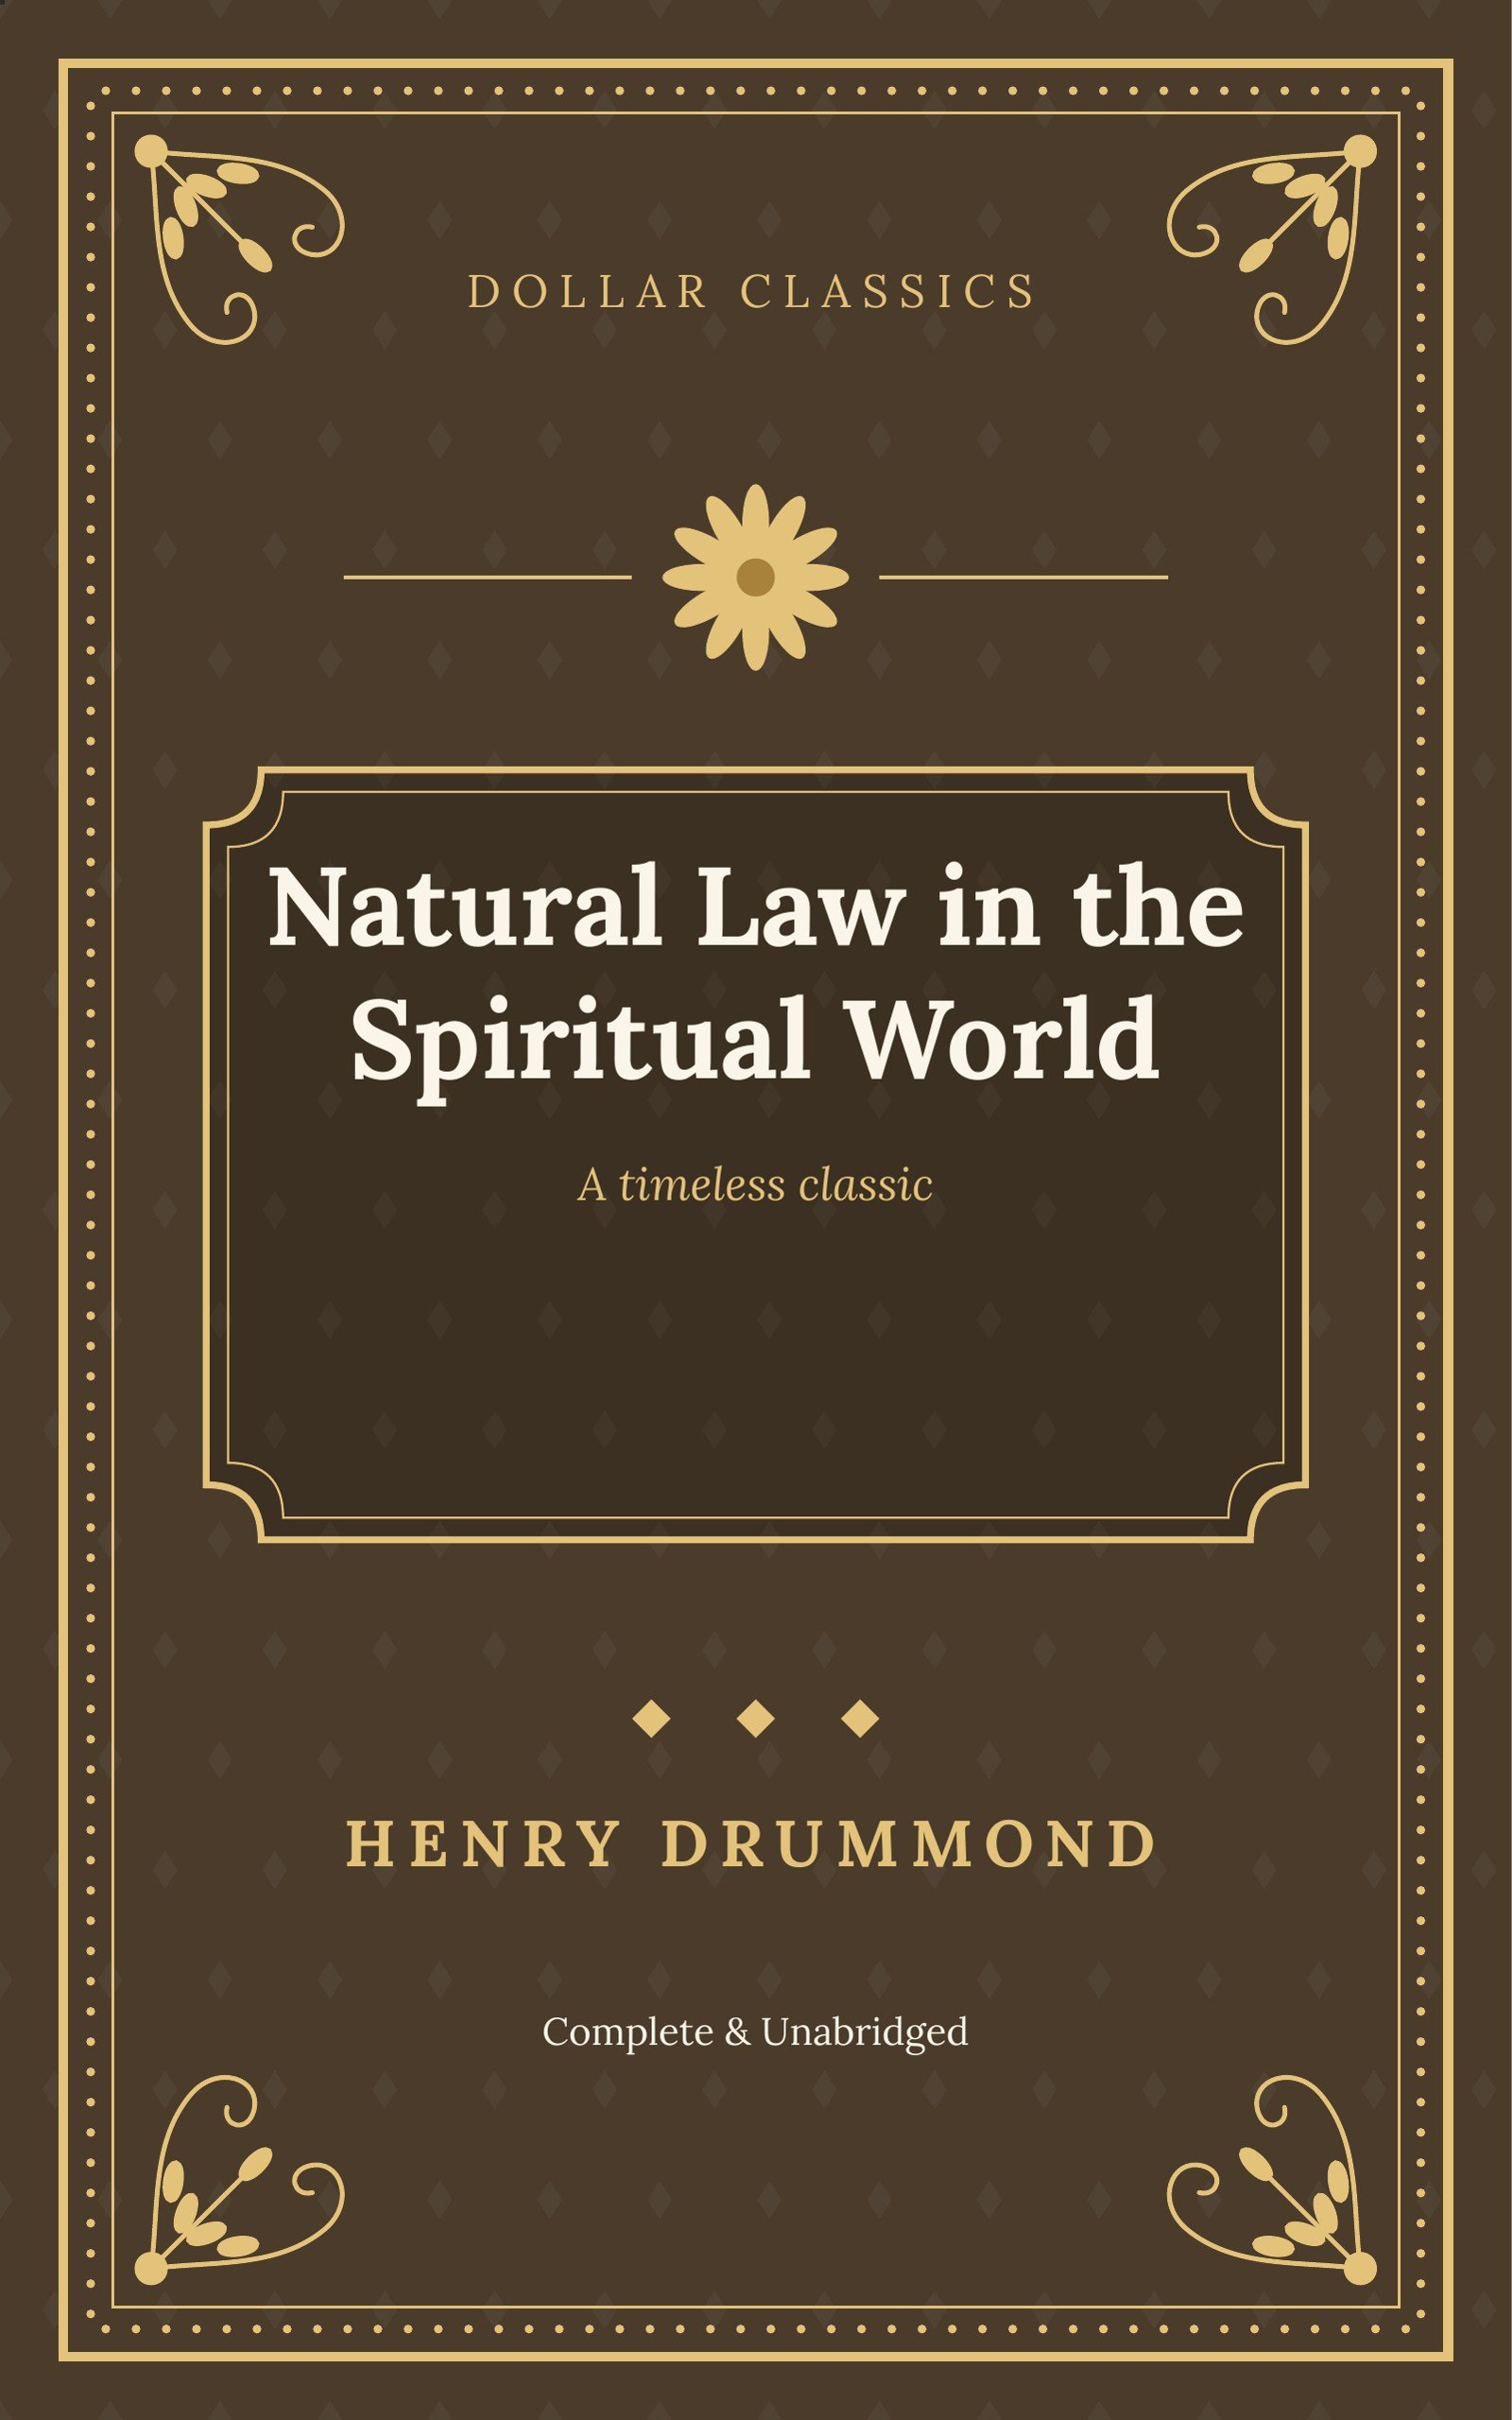 DOLLAR CLASSICS
Natural Law in the
Spiritual World
A timeless classic
HENRY DRUMMOND
Complete & Unabridged